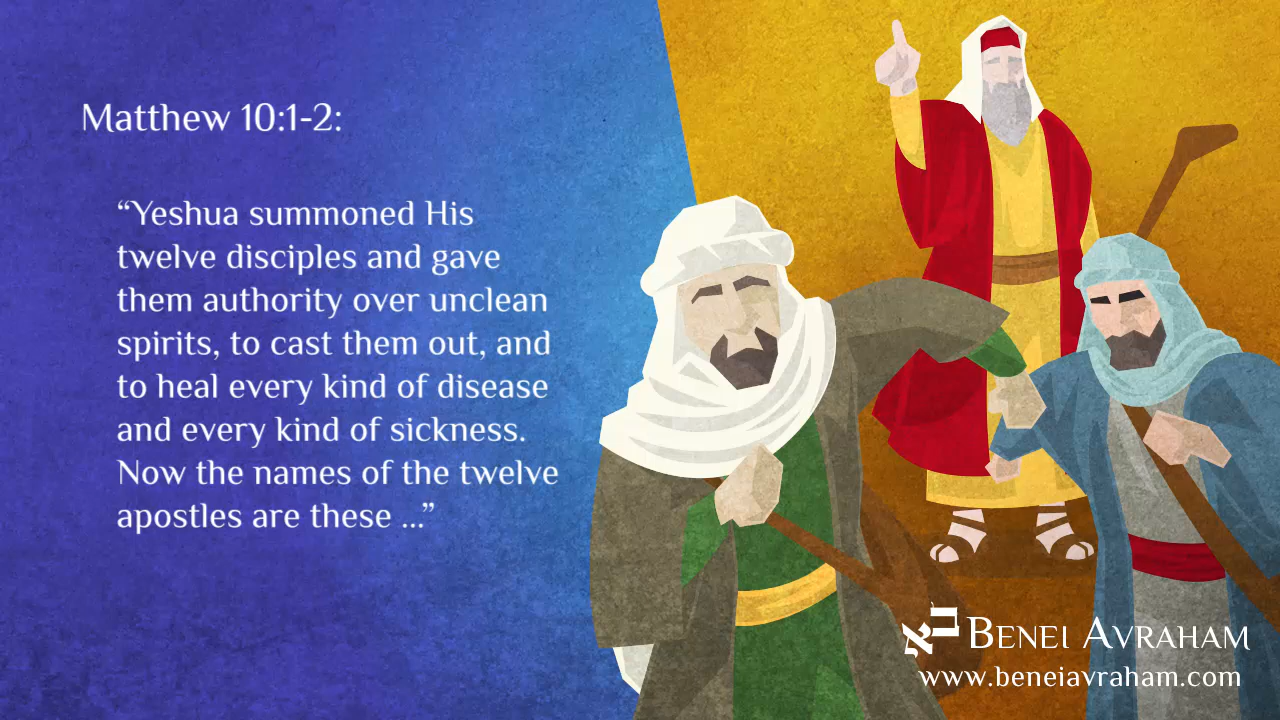 Matthew 10:1-2:
“Yeshua summoned His
twelve disciples and gave
them authority over unclean
spirits, to cast them out, and
to heal every kind of disease
and every kind of sickness.
Now the names of the twelve
apostles are these ...”
בא BENEI AVRAHAM
www.beneiavraham.com